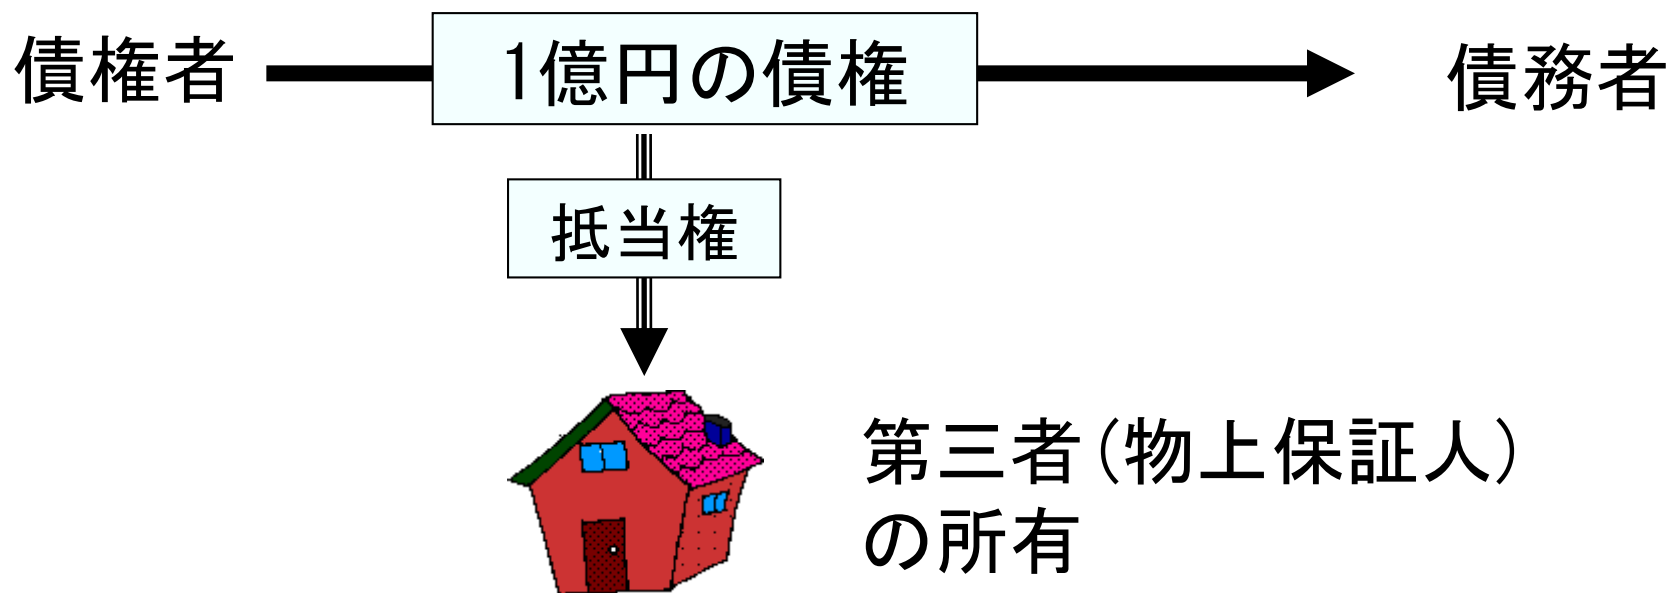 債権者
1億円の債権
債務者
抵当権
第三者(物上保証人)
の所有